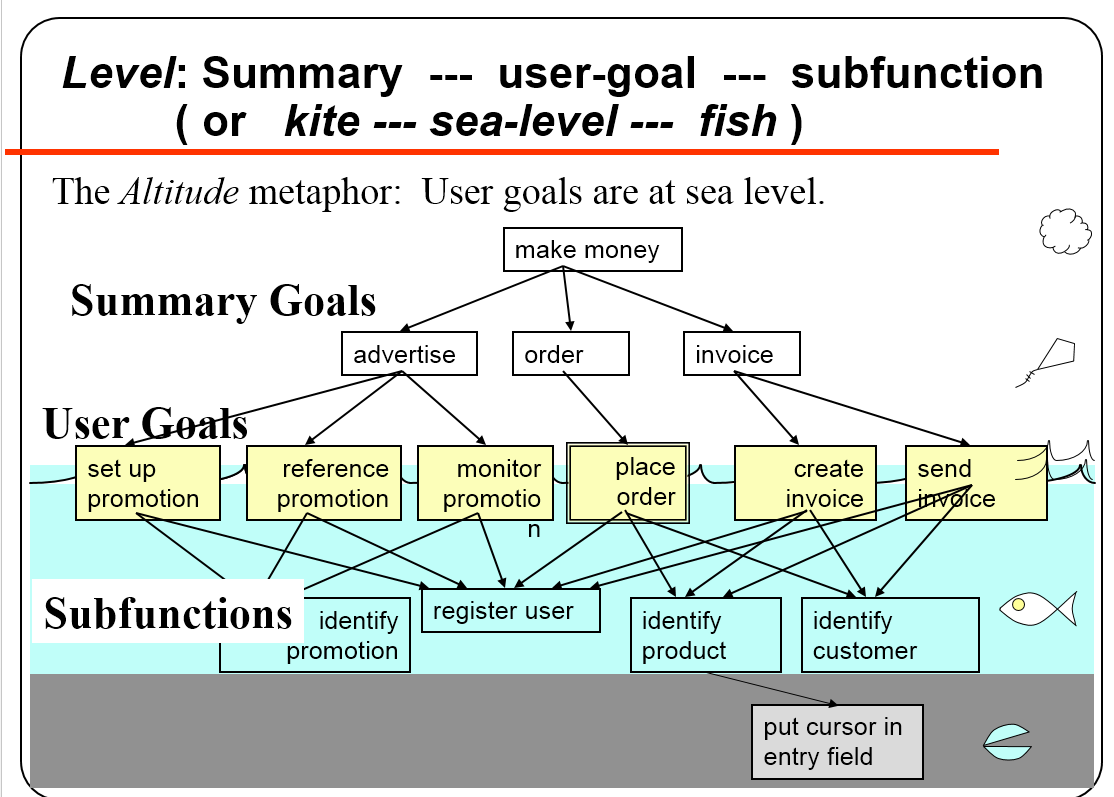 Level: Summary --- user-goal --- subfunction
( or kite --- sea-level --- fish )
The Altitude metaphor: User goals are at sea level.
make money
Summary Goals
advertise
order
invoice
User Goals
set up
promotion
reference
promotion
monitor
promotio
n
place
order
create
invoice
send
invoice
Subfunctions
identify
promotion
register user
identify
product
identify
customer
put cursor in
entry field